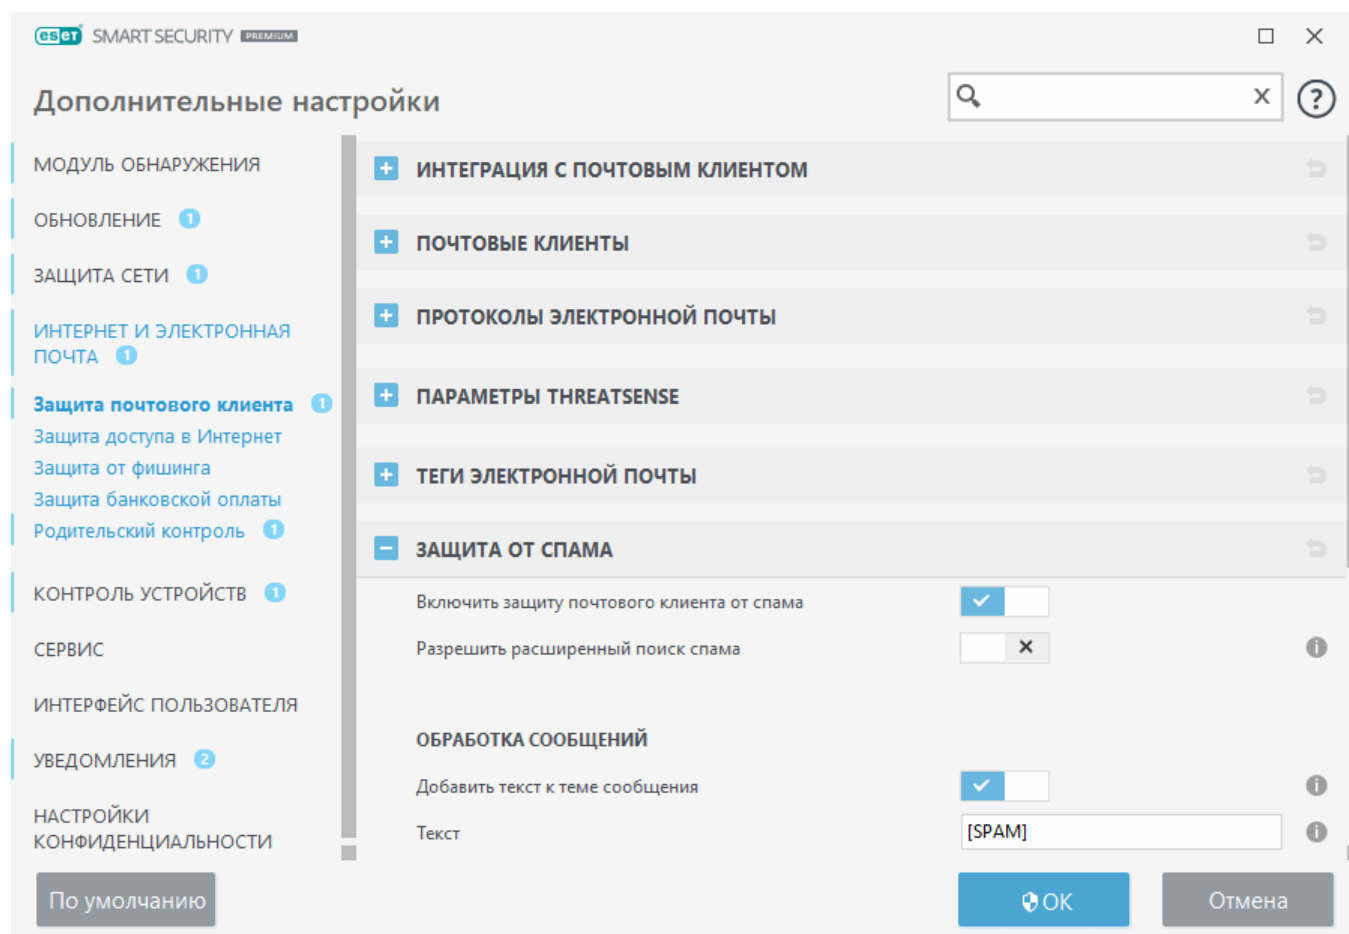 eset SMART SECURITY PREMIUM
Дополнительные настройки
МОДУЛЬ ОБНАРУЖЕНИЯ
ОБНОВЛЕНИЕ 1
ЗАЩИТА СЕТИ 1
ИНТЕРНЕТ И ЭЛЕКТРОННАЯ
ПОЧТА 1
Защита почтового клиента 1
Защита доступа в Интернет
Защита от фишинга
Защита банковской оплаты
Родительский контроль 1
КОНТРОЛЬ УСТРОЙСТВ 1
СЕРВИС
ИНТЕРФЕЙС ПОЛЬЗОВАТЕЛЯ
УВЕДОМЛЕНИЯ 2
НАСТРОЙКИ
КОНФИДЕНЦИАЛЬНОСТИ
ИНТЕГРАЦИЯ С ПОЧТОВЫМ КЛИЕНТОМ
ПОЧТОВЫЕ КЛИЕНТЫ
ПРОТОКОЛЫ ЭЛЕКТРОННОЙ ПОЧТЫ
ПАРАМЕТРЫ THREATSENSE
ТЕГИ ЭЛЕКТРОННОЙ ПОЧТЫ
ЗАЩИТА ОТ СПАМА
Включить защиту почтового клиента от спама
Разрешить расширенный поиск спама
ОБРАБОТКА СООБЩЕНИЙ
Добавить текст к теме сообщения
Текст [SPAM]
По умолчанию
ОК
Отмена